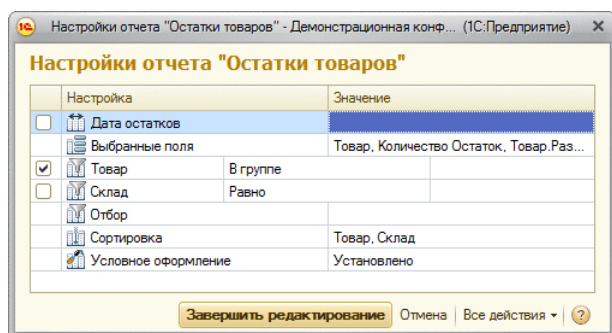 Настройки отчета "Остатки товаров" - Демонстрационная конф... (1С:Предприятие)
Настройки отчета "Остатки товаров"
Настройка Значение
Дата остатков
Выбранные поля Товар, Количество Остаток, Товар.Раз...
Товар В группе
Склад Равно
Отбор
Сортировка Товар, Склад
Условное оформление Установлено
Завершить редактирование Отмена Все действия ?